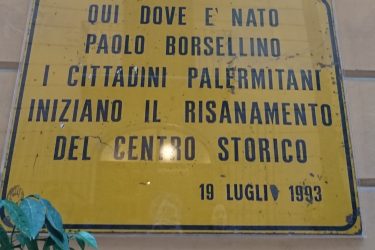 QUI DOVE E' NATO
PAOLO BORSELLINO
I CITTADINI PALERMITANI
INIZIANO IL RISANAMENTO
DEL CENTRO STORICO
19 LUGLIO 1993